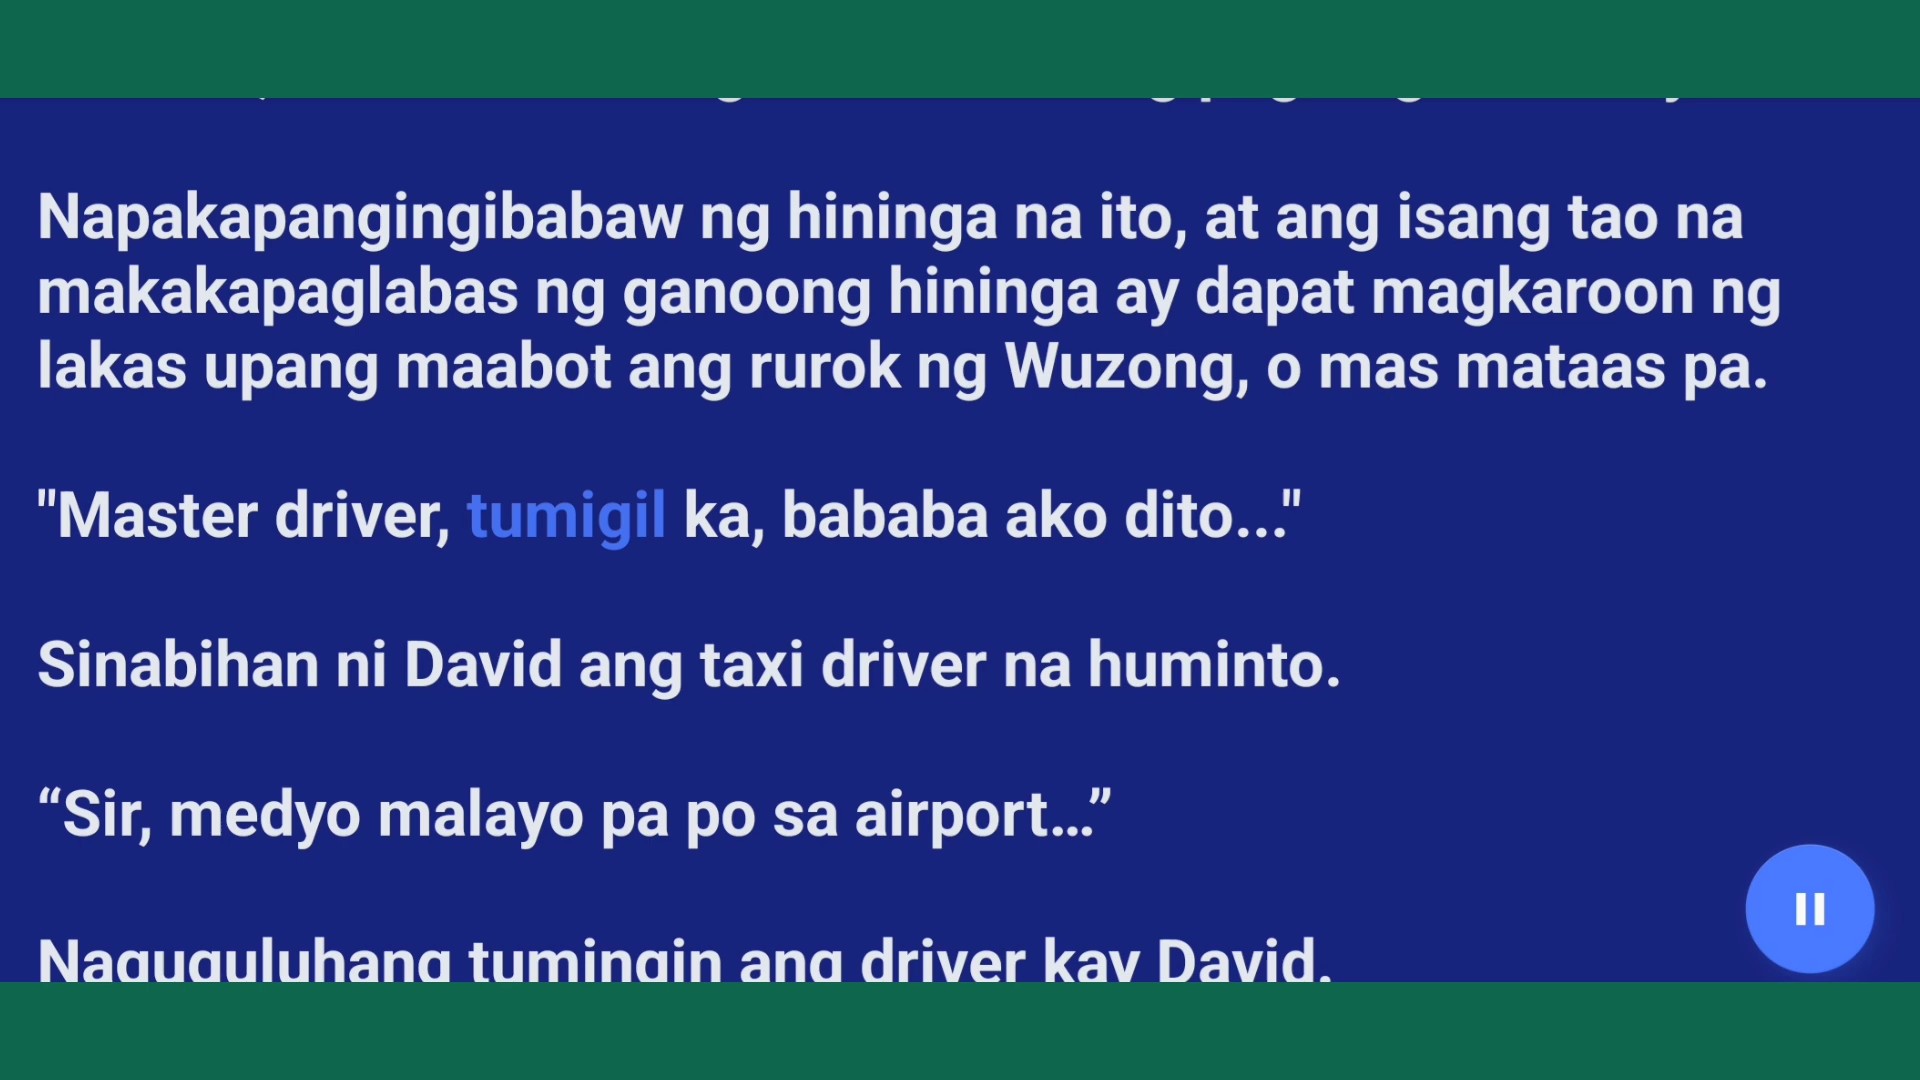 Napakapangingibabaw ng hininga na ito, at ang isang tao na
makakapaglabas ng ganoong hininga ay dapat magkaroon ng
lakas upang maabot ang rurok ng Wuzong, o mas mataas pa.
"Master driver, tumigil ka, bababa ako dito..."
Sinabihan ni David ang taxi driver na huminto.
“Sir, medyo malayo pa po sa airport…”
Naguguluhang tumingin ang driver kay David.